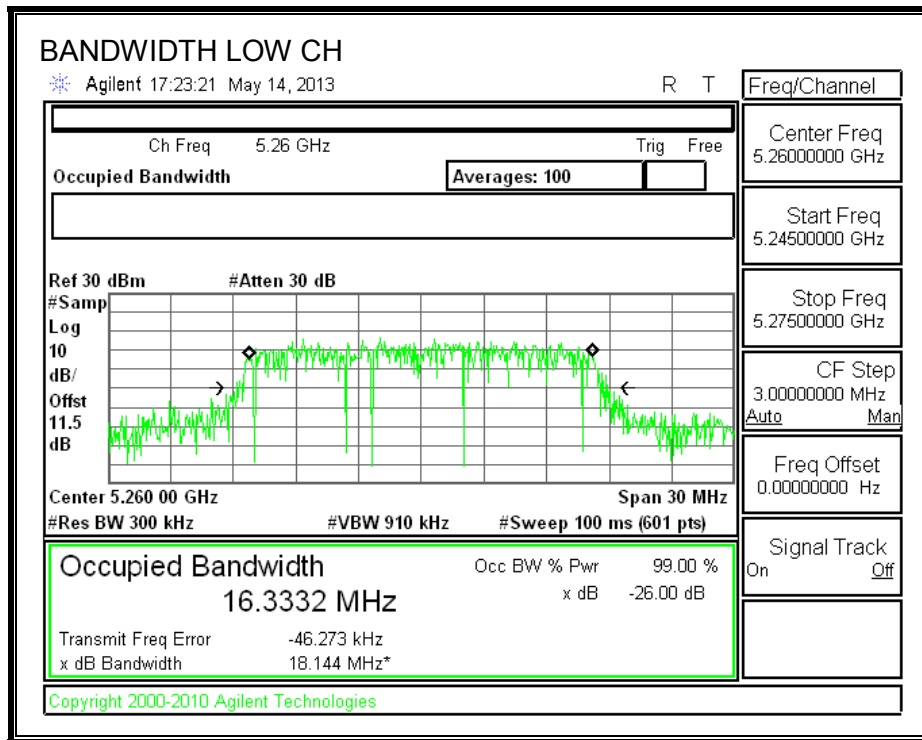 BANDWIDTH LOW CH
Agilent 17:23:21 May 14, 2013 R T
Ch Freq 5.26 GHz Trig Free
Occupied Bandwidth Averages: 100
Ref 30 dBm #Atten 30 dB
#Samp
Log
10
dB/
Offst
11.5
dB
Center 5.260 00 GHz Span 30 MHz
#Res BW 300 kHz #VBW 910 kHz #Sweep 100 ms (601 pts)
Occupied Bandwidth Occ BW % Pwr 99.00 %
16.3332 MHz x dB -26.00 dB
Transmit Freq Error -46.273 kHz
x dB Bandwidth 18.144 MHz*
Copyright 2000-2010 Agilent Technologies
Freq/Channel
Center Freq
5.26000000 GHz
Start Freq
5.24500000 GHz
Stop Freq
5.27500000 GHz
CF Step
3.00000000 MHz
Auto Man
Freq Offset
0.00000000 Hz
Signal Track
On Off